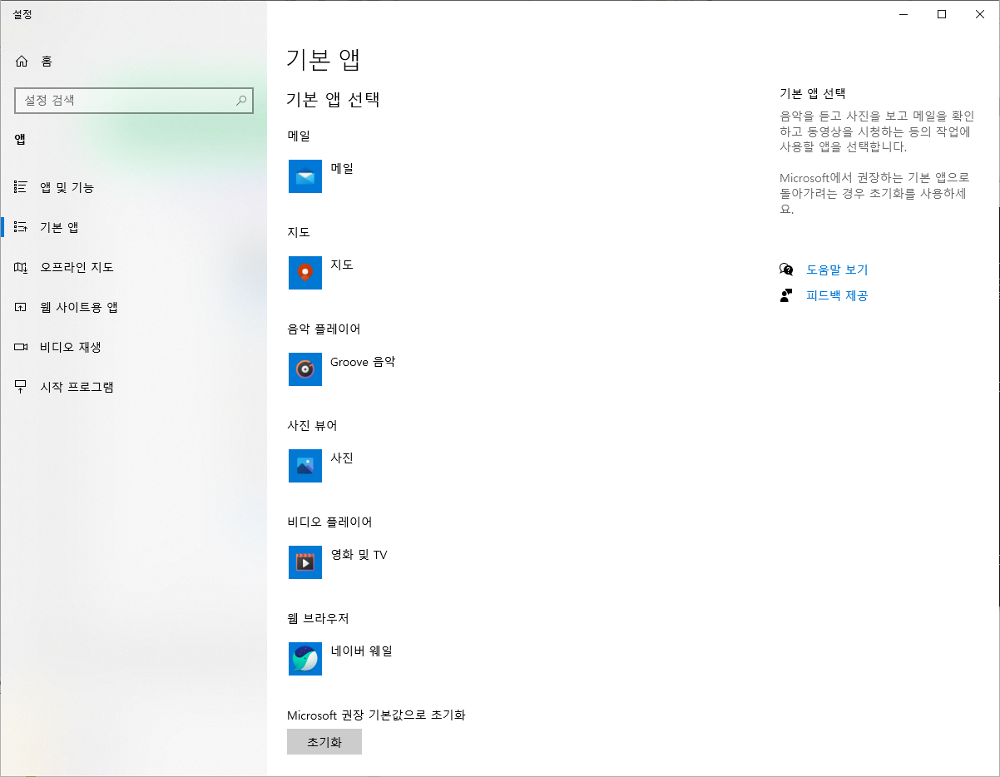 설정
홈
설정 검색
앱
앱 및 기능
기본 앱
오프라인 지도
웹 사이트용 앱
비디오 재생
시작 프로그램
기본 앱
기본 앱 선택
메일
메일
지도
지도
음악 플레이어
Groove 음악
사진 뷰어
사진
비디오 플레이어
영화 및 TV
웹 브라우저
네이버 웨일
Microsoft 권장 기본값으로 초기화
초기화
기본 앱 선택
음악을 듣고 사진을 보고 메일을 확인
하고 동영상을 시청하는 등의 작업에
사용할 앱을 선택합니다.
Microsoft에서 권장하는 기본 앱으로
돌아가려는 경우 초기화를 사용하세
요.
도움말 보기
피드백 제공